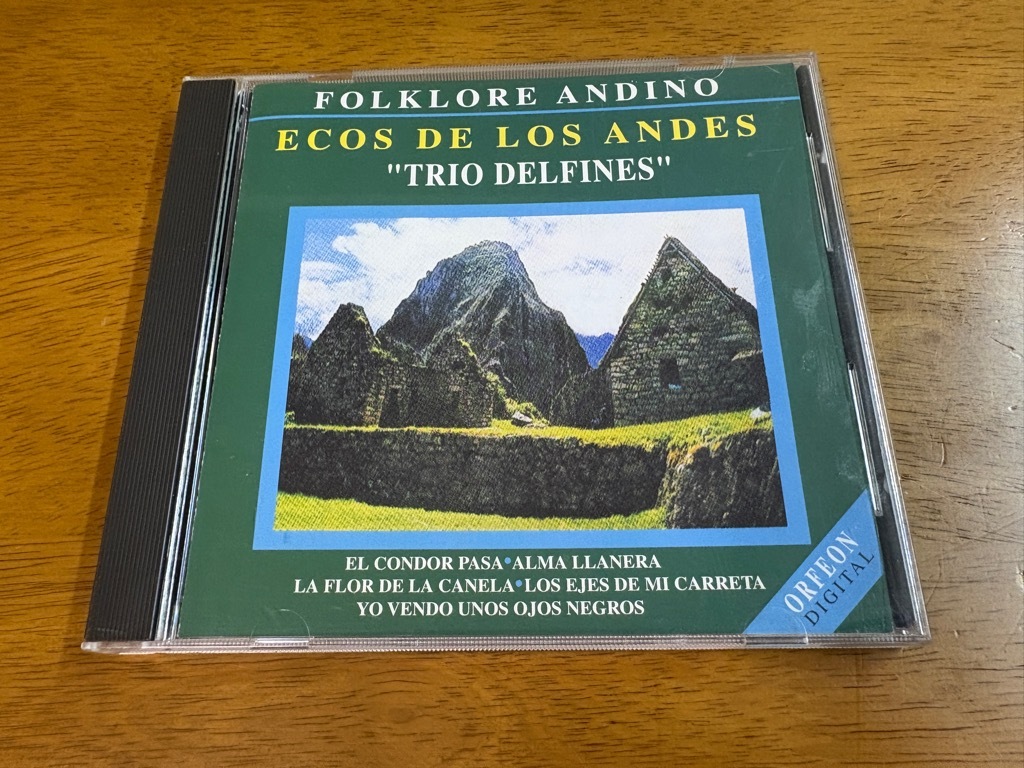 FOLKLORE ANDINO
ECOS DE LOS ANDES
"TRIO DELFINES"
EL CONDOR PASA•ALMA LLANERA
LA FLOR DE LA CANELA•LOS EJES DE MI CARRETA
YO VENDO UNOS OJOS NEGROS
ORFEON
DIGITAL